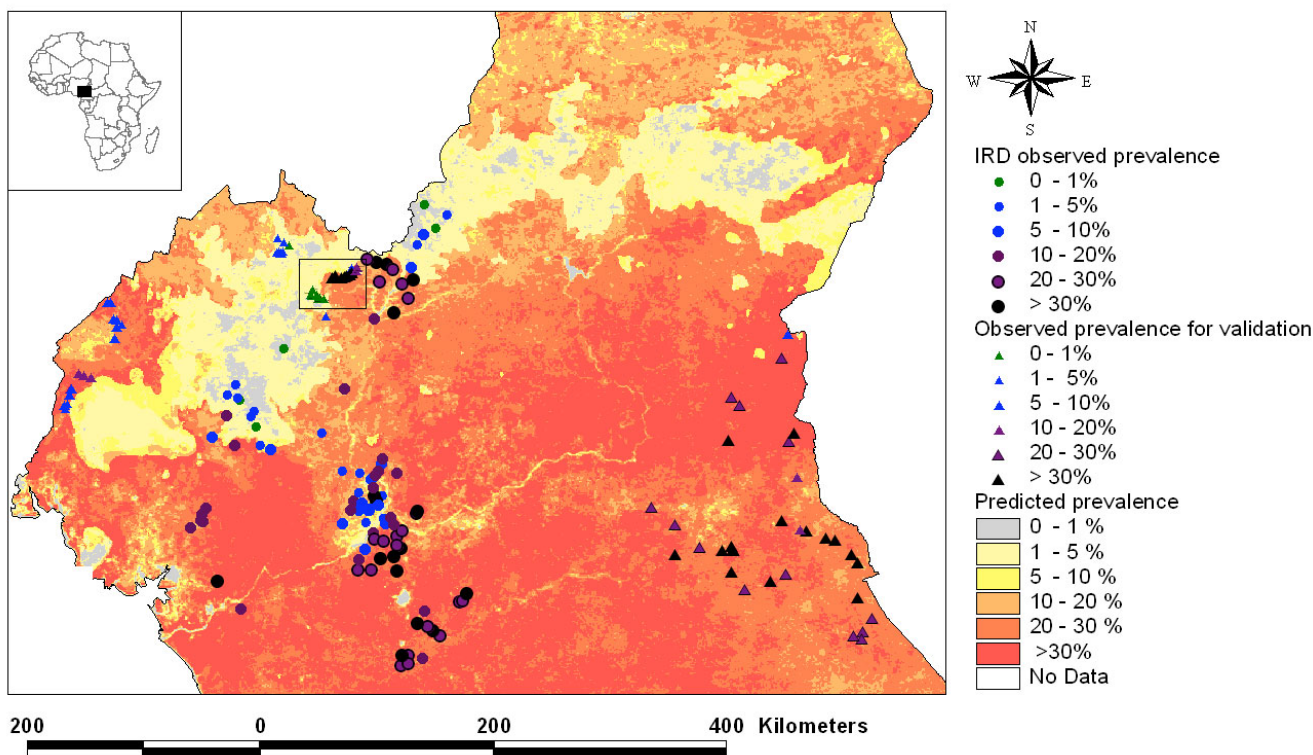 N
W E
S
IRD observed prevalence
0 - 1%
1 - 5%
5 - 10%
10 - 20%
20 - 30%
> 30%
Observed prevalence for validation
0 - 1%
1 - 5%
5 - 10%
10 - 20%
20 - 30%
> 30%
Predicted prevalence
0 - 1 %
1 - 5 %
5 - 10 %
10 - 20 %
20 - 30 %
>30%
No Data
200 0 200 400 Kilometers